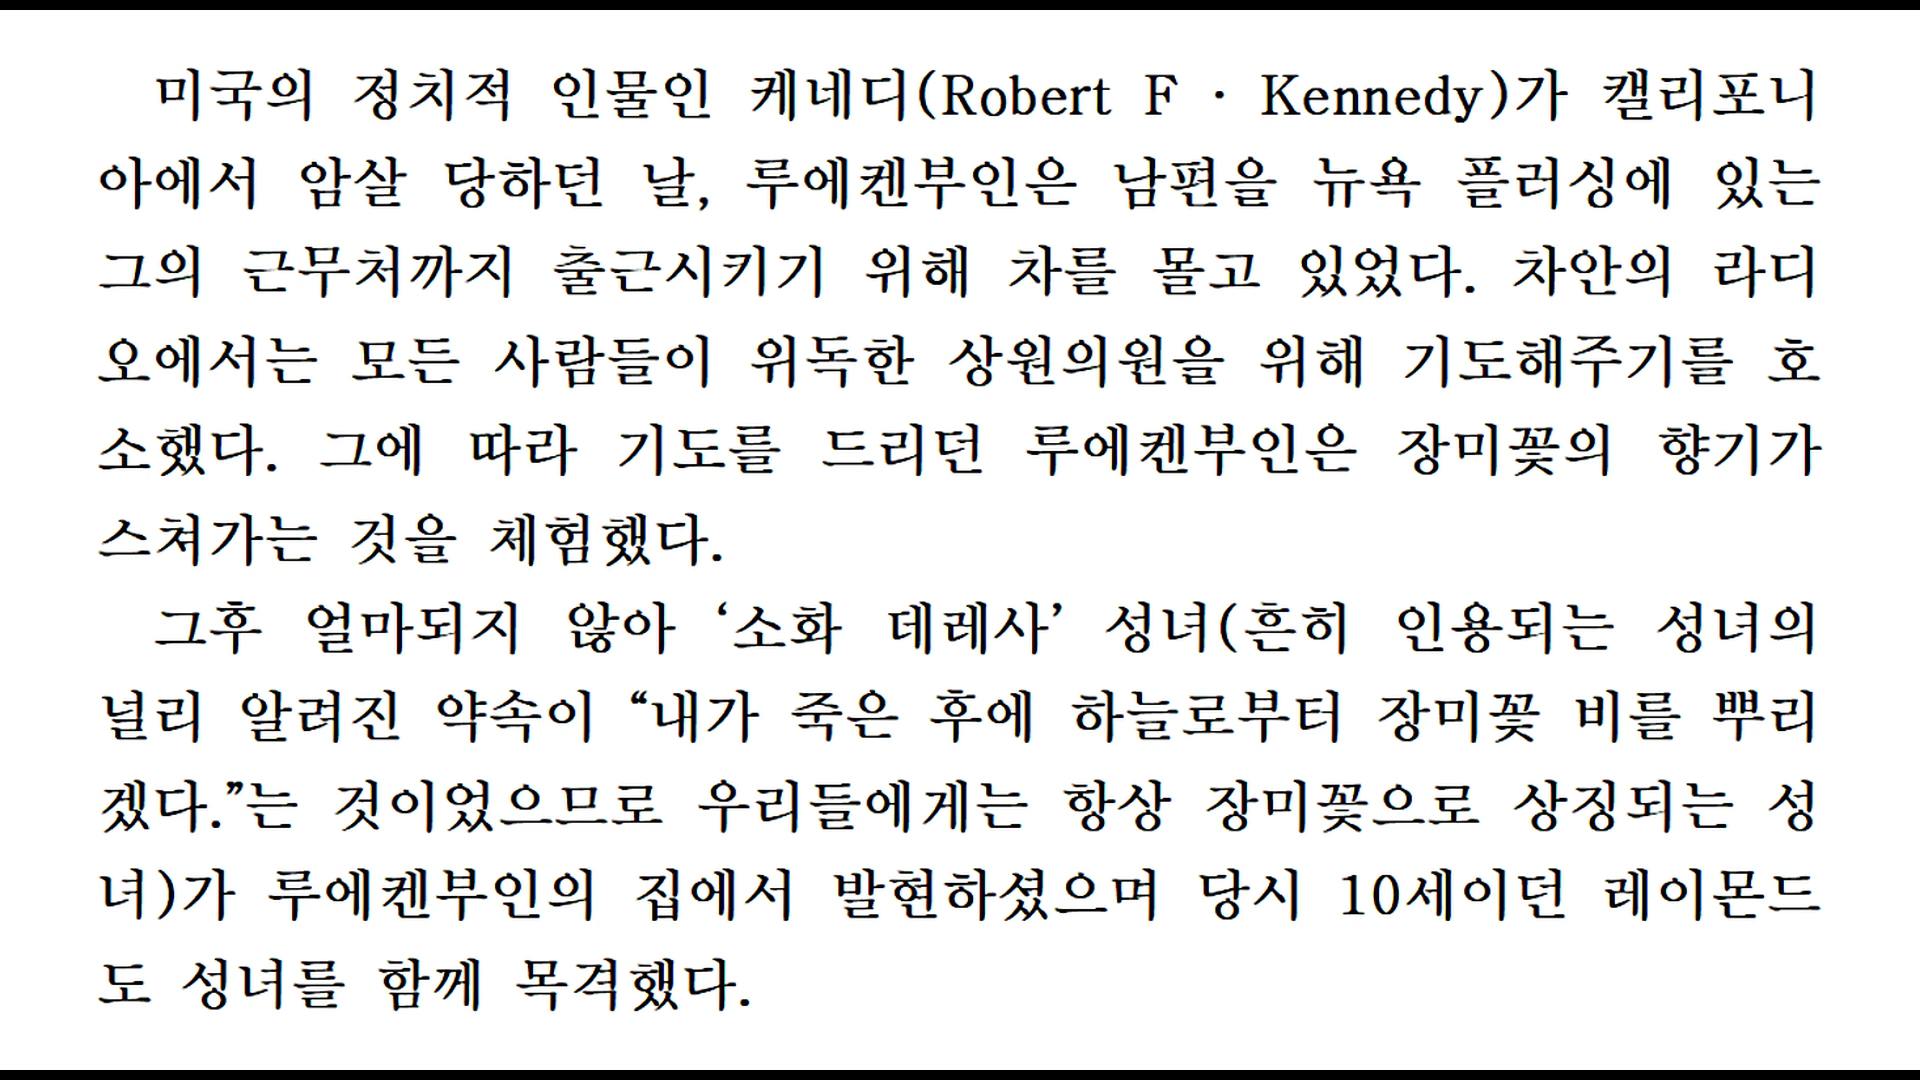 미국의 정치적 인물인 케네디(Robert F · Kennedy)가 캘리포니
아에서 암살 당하던 날, 루에켄부인은 남편을 뉴욕 플러싱에 있는
그의 근무처까지 출근시키기 위해 차를 몰고 있었다. 차안의 라디
오에서는 모든 사람들이 위독한 상원의원을 위해 기도해주기를 호
소했다. 그에 따라 기도를 드리던 루에켄부인은 장미꽃의 향기가
스쳐가는 것을 체험했다.
그후 얼마되지 않아 ‘소화 데레사’ 성녀(흔히 인용되는 성녀의
널리 알려진 약속이 “내가 죽은 후에 하늘로부터 장미꽃 비를 뿌리
겠다.”는 것이었으므로 우리들에게는 항상 장미꽃으로 상징되는 성
녀)가 루에켄부인의 집에서 발현하셨으며 당시 10세이던 레이몬드
도 성녀를 함께 목격했다.